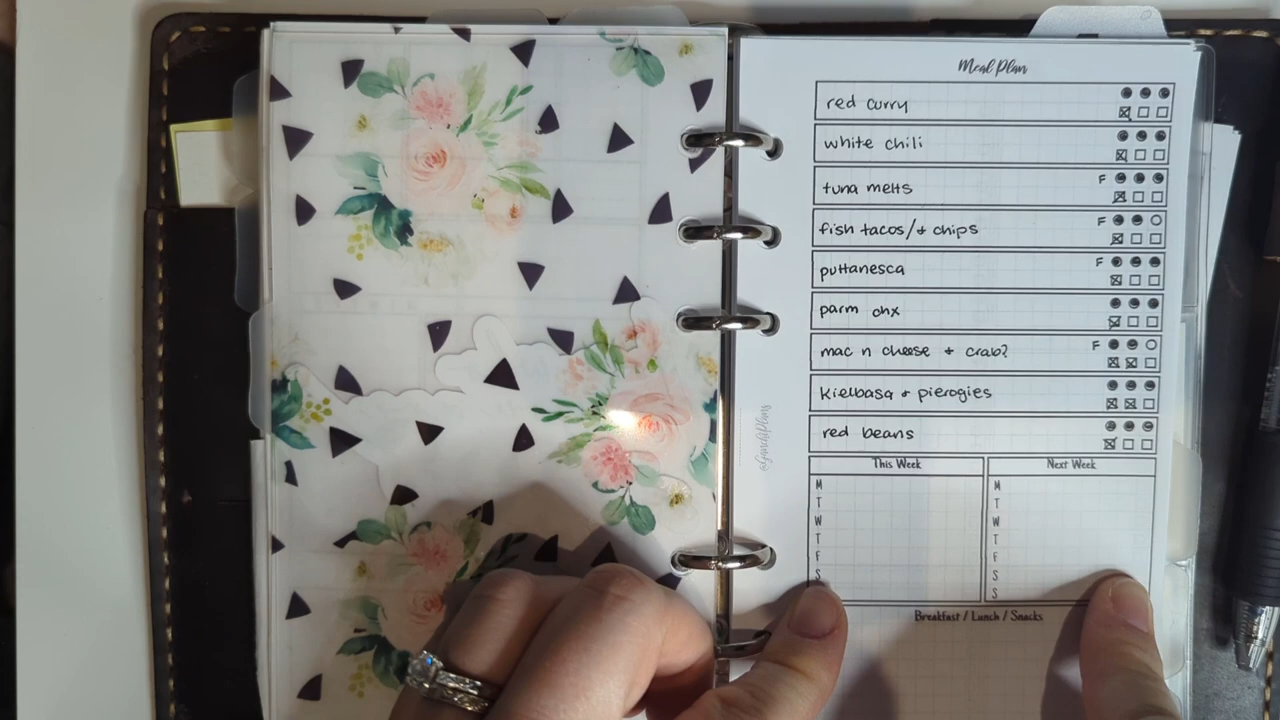 Meal Plan
red curry
white chili
F
tuna melts
F
fish tacos/& chips
F
puttanesca
parm chx
F
mac n cheese & crab?
kielbasa & pierogies
red beans
This Week
Next Week
M
T
W
T
F
S
M
T
W
T
F
S
S
Breakfast / Lunch / Snacks
@GandiPlans